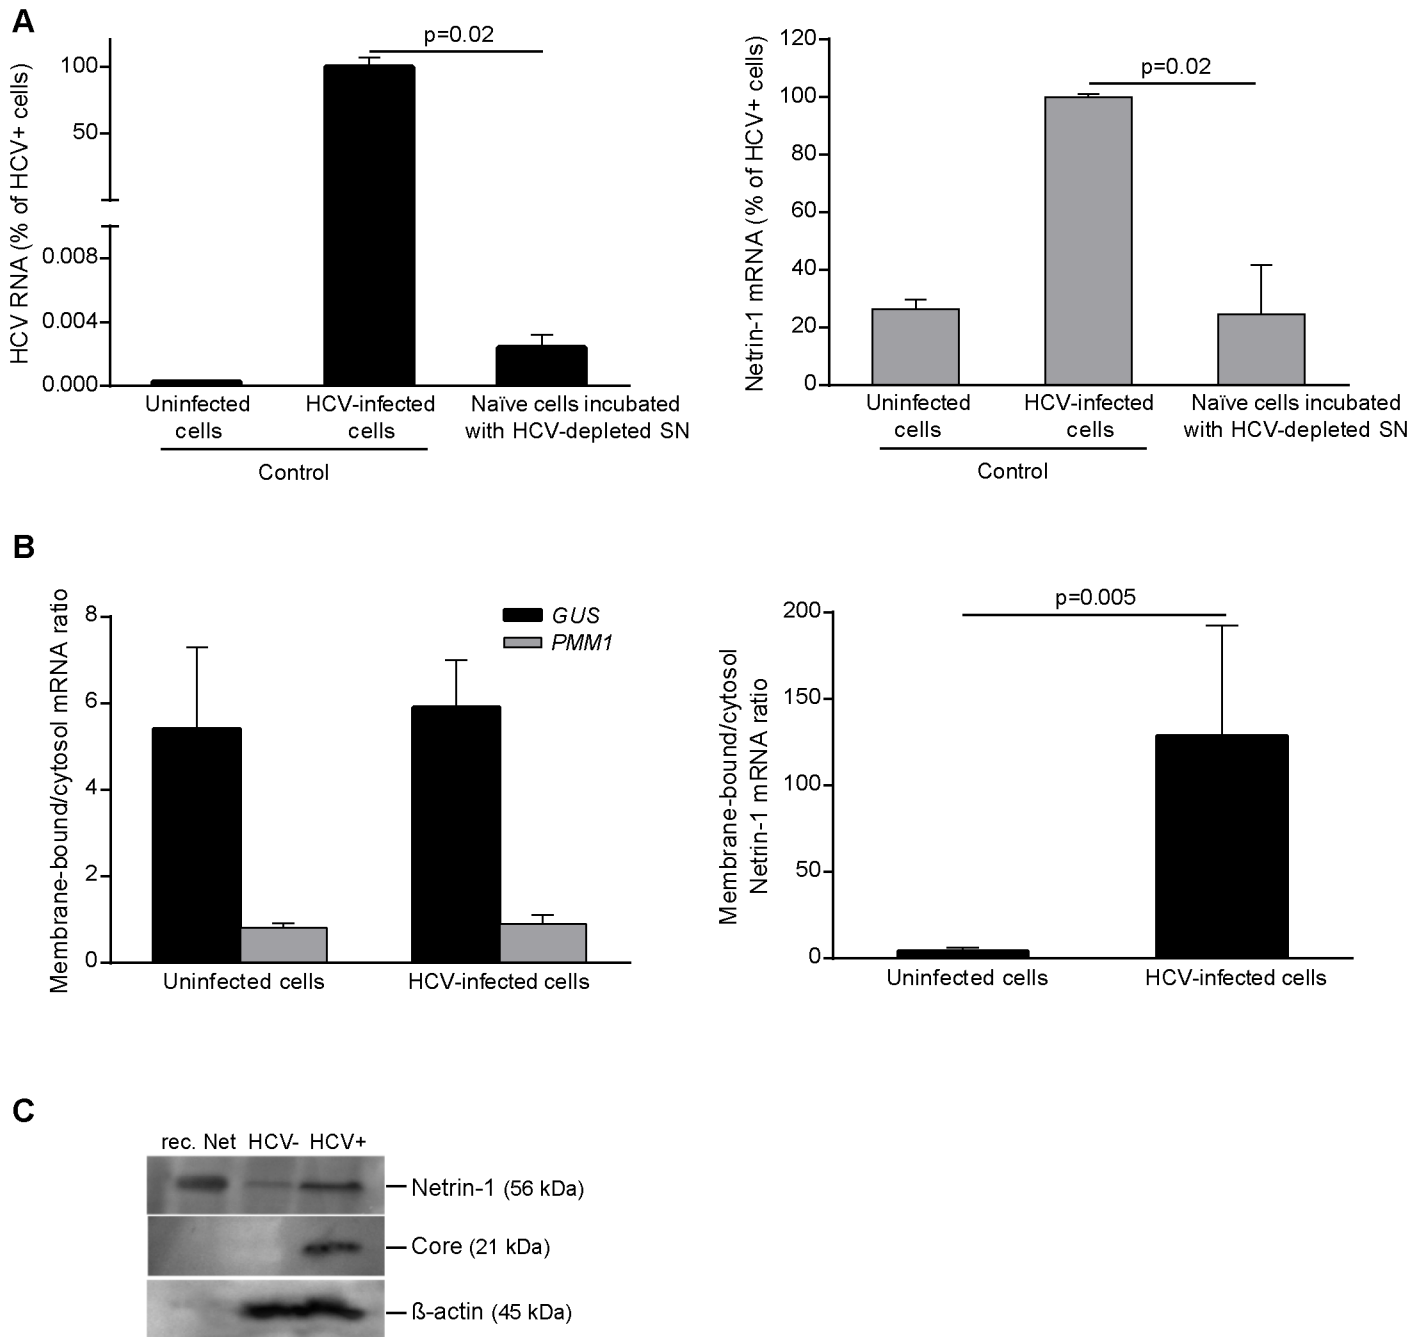 A
HCV RNA (% of HCV+ cells)
100
50
0.008
0.004
0.000
p=0.02
Uninfected
cells
HCV-infected
cells
Naïve cells incubated
with HCV-depleted SN
Control
Netrin-1 mRNA (% of HCV+ cells)
120
100
80
60
40
20
0
p=0.02
Uninfected
cells
HCV-infected
cells
Naïve cells incubated
with HCV-depleted SN
Control
B
Membrane-bound/cytosol mRNA ratio
8
6
4
2
0
GUS
PMM1
Uninfected cells
HCV-infected cells
Membrane-bound/cytosol
Netrin-1 mRNA ratio
200
150
100
50
0
p=0.005
Uninfected cells
HCV-infected cells
C
rec. Net HCV- HCV+
Netrin-1 (56 kDa)
Core (21 kDa)
ß-actin (45 kDa)